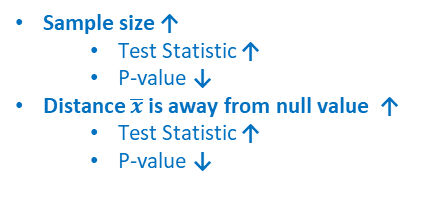 • Sample size ↑
• Test Statistic ↑
• P-value ↓
• Distance x̅ is away from null value ↑
• Test Statistic ↑
• P-value ↓